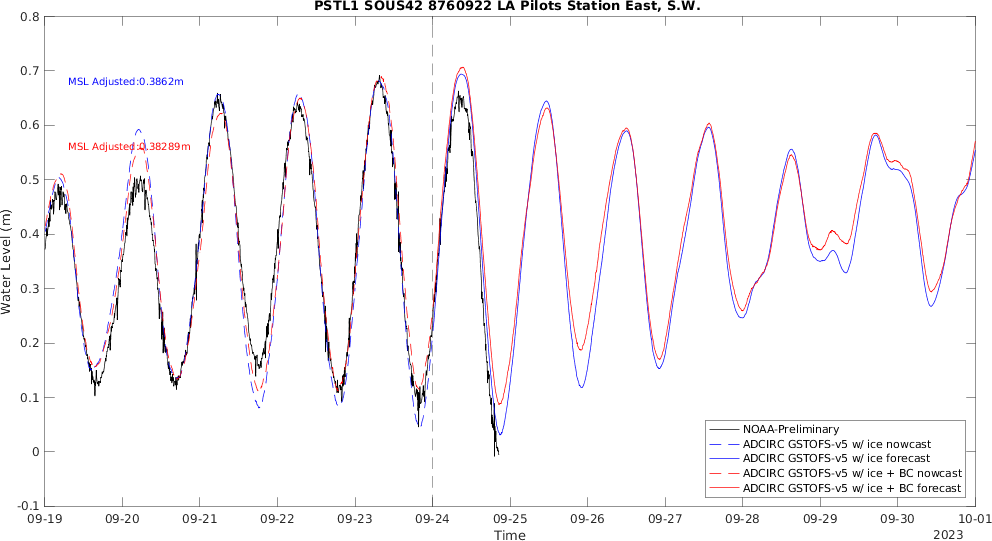 PSTL1 SOUS42 8760922 LA Pilots Station East, S.W.
0.8
0.7
0.6
0.5
0.4
0.3
0.2
0.1
0
-0.1
Water Level (m)
MSL Adjusted:0.3862m
MSL Adjusted:0.38289m
NOAA-Preliminary
ADCIRC GSTOFS-v5 w/ ice nowcast
ADCIRC GSTOFS-v5 w/ ice forecast
ADCIRC GSTOFS-v5 w/ ice + BC nowcast
ADCIRC GSTOFS-v5 w/ ice + BC forecast
09-19 09-20 09-21 09-22 09-23 09-24 09-25 09-26 09-27 09-28 09-29 09-30 10-01
Time
2023